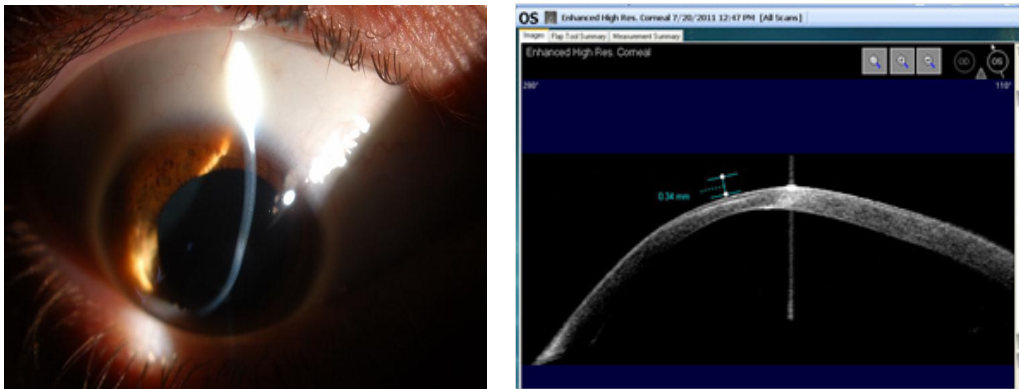 OS Enhanced High Res. Corneal 7/20/2011 12:47 PM [All Scans]
Images Flap Tool Summary Measurement Summary
Enhanced High Res. Corneal
OD OS
290° 110°
0.34 mm